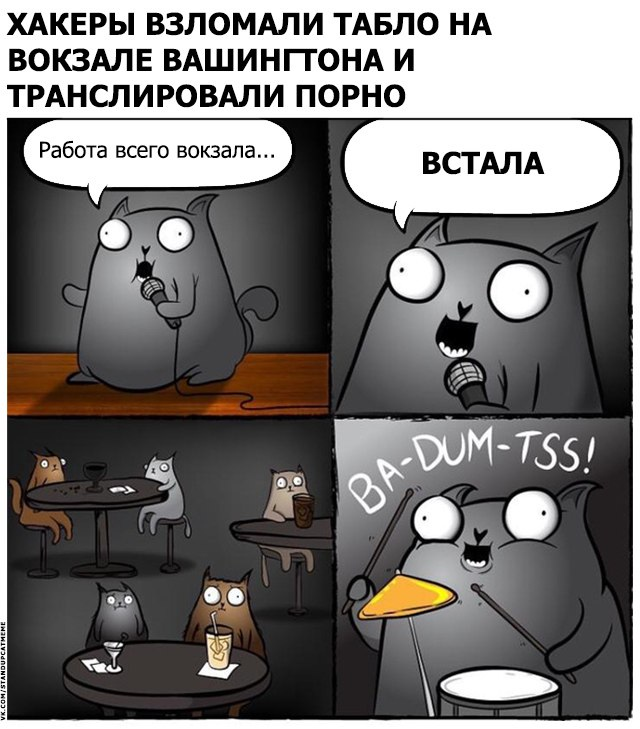 ХАКЕРЫ ВЗЛОМАЛИ ТАБЛО НА
ВОКЗАЛЕ ВАШИНГТОНА И
ТРАНСЛИРОВАЛИ ПОРНО
Работа всего вокзала...
ВСТАЛА
BA-DUM-TSS!
VK.COM/STANDUPCATMEME